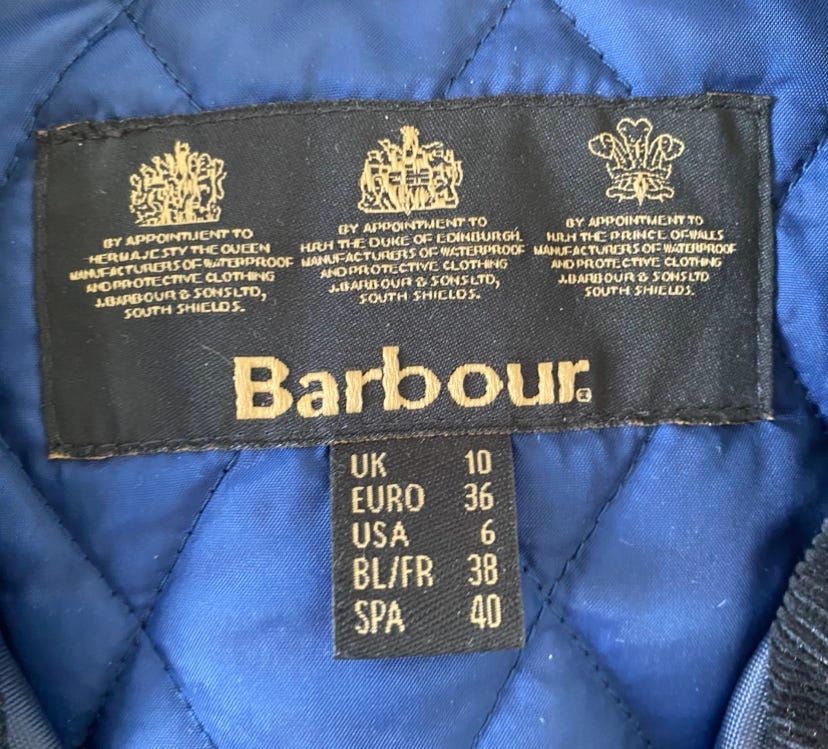 BY APPOINTMENT TO
HER MAJESTY THE QUEEN
MANUFACTURERS OF WATERPROOF
AND PROTECTIVE CLOTHING
J.BARBOUR & SONS LTD,
SOUTH SHIELDS.
BY APPOINTMENT TO
H.R.H THE DUKE OF EDINBURGH.
MANUFACTURERS OF WATERPROOF
AND PROTECTIVE CLOTHING
J.BARBOUR & SONS LTD,
SOUTH SHIELDS.
BY APPOINTMENT TO
H.R.H THE PRINCE OF WALES
MANUFACTURERS OF WATERPROOF
AND PROTECTIVE CLOTHING
J.BARBOUR & SONS LTD,
SOUTH SHIELDS.
Barbour®
UK 10
EURO 36
USA 6
BL/FR 38
SPA 40